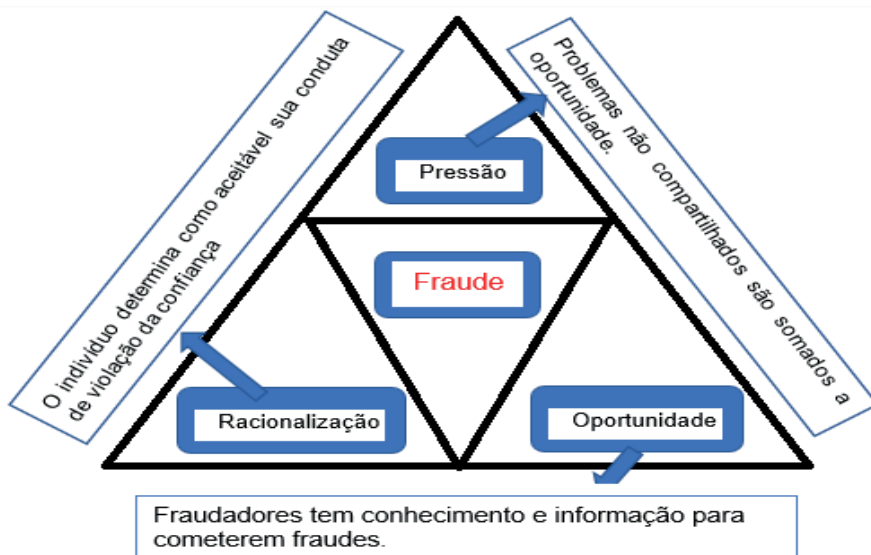 O indivíduo determina como aceitável sua conduta
de violação da confiança
Problemas não compartilhados são somados a
oportunidade.
Pressão
Fraude
Racionalização
Oportunidade
Fraudadores tem conhecimento e informação para
cometerem fraudes.